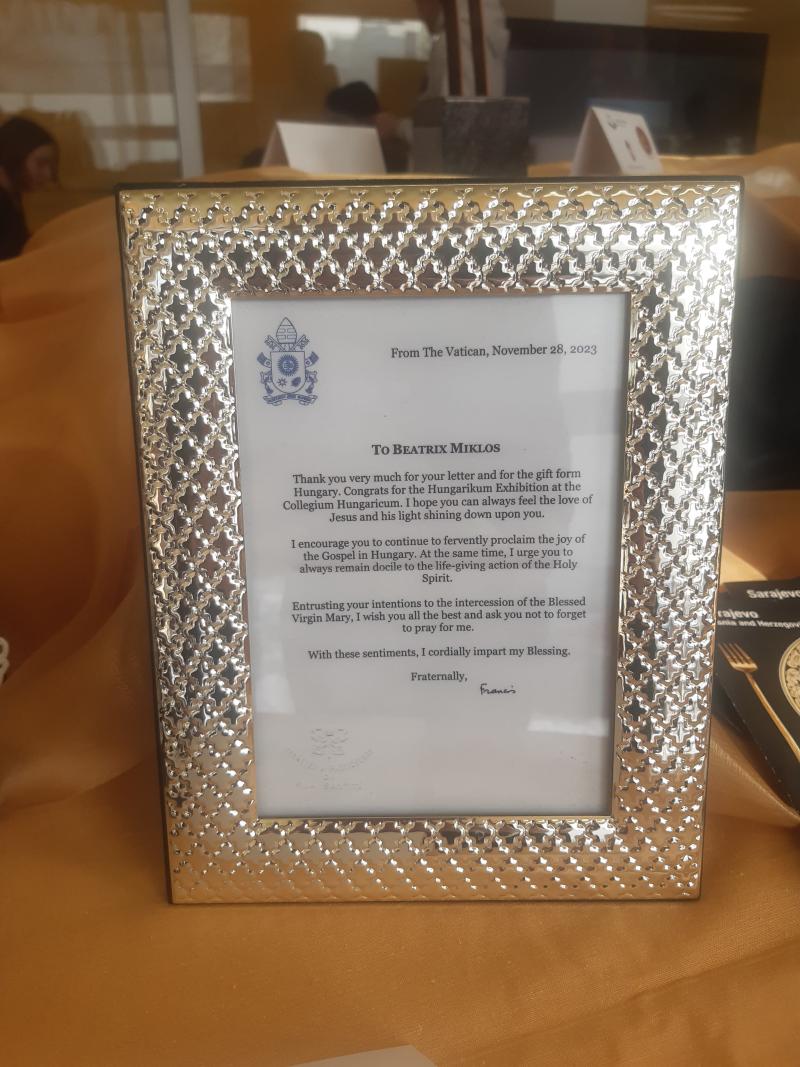 From The Vatican, November 28, 2023
TO BEATRIX MIKLOS
Thank you very much for your letter and for the gift form
Hungary. Congrats for the Hungarikum Exhibition at the
Collegium Hungaricum. I hope you can always feel the love of
Jesus and his light shining down upon you.
I encourage you to continue to fervently proclaim the joy of
the Gospel in Hungary. At the same time, I urge you to
always remain docile to the life-giving action of the Holy
Spirit.
Entrusting your intentions to the intercession of the Blessed
Virgin Mary, I wish you all the best and ask you not to forget
to pray for me.
With these sentiments, I cordially impart my Blessing.
Fraternally,
Francis
Sarajevo
rajevo
and Herzegov